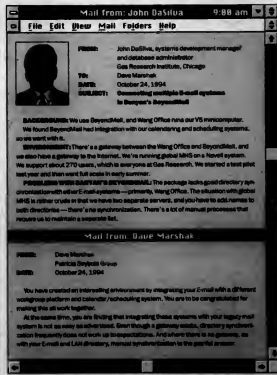 Mail from: John DaSilva 9:00 am
File Edit View Mail Folders Help
FROM: John DaSilva, systems development manager
and database administrator
Gas Research Institute, Chicago
TO: Dave Marshak
DATE: October 24, 1994
SUBJECT: Connecting multiple E-mail systems
to Banyan's BeyondMail
BACKGROUND: We use BeyondMail, and Wang Office runs our VS minicomputer.
We found BeyondMail had integration with our calendaring and scheduling systems,
so we went with it.
ENVIRONMENT: There's a gateway between the Wang Office and BeyondMail, and
we also have a gateway to the Internet. We're running global MHS on a Novell system.
We support about 270 users, which is everyone at Gas Research. We started a test pilot
last year and then went full scale in early summer.
PROBLEMS WITH BANYAN'S BEYONDMAIL: The package lacks good directory syn-
chronization with other E-mail systems — primarily, Wang Office. The situation with global
MHS is rather crude in that we have two separate servers, and you have to add names to
both directories — there's no synchronization. There's a lot of manual processes that
require us to maintain a separate list.
Mail from: Dave Marshak
FROM: Dave Marshak
Patricia Seybold Group
DATE: October 24, 1994
You have created an interesting environment by integrating your E-mail with a different
workgroup platform and calendar/scheduling system. You are to be congratulated for
making this all work together.
At the same time, you are finding that integrating these systems with your legacy mail
system is not as easy as advertised. Even though a gateway exists, directory synchroni-
zation frequently does not work up to expectations. And where there is no gateway, as
with your E-mail and LAN directory, manual synchronization is the painful answer.